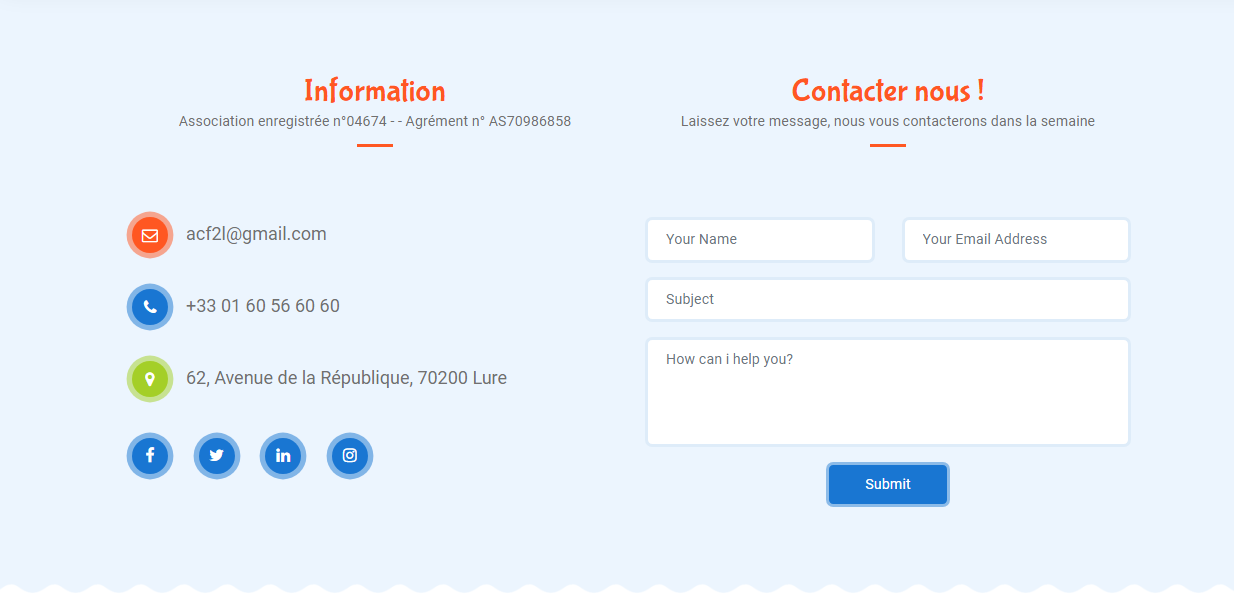 Information
Association enregistrée n°04674 - - Agrément n° AS70986858
acf2l@gmail.com
+33 01 60 56 60 60
62, Avenue de la République, 70200 Lure
Contacter nous !
Laissez votre message, nous vous contacterons dans la semaine
Your Name
Your Email Address
Subject
How can i help you?
Submit